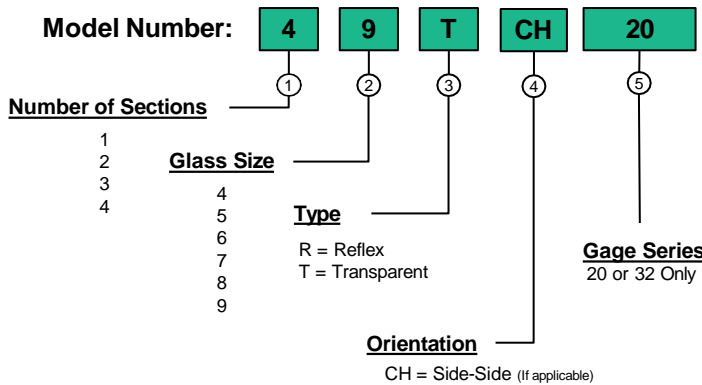 Model Number: 4 9 T CH 20
1 2 3 4 5
Number of Sections
1
2
3
4
Glass Size
4
5
6
7
8
9
Type
R = Reflex
T = Transparent
Orientation
CH = Side-Side (If applicable)
Gage Series
20 or 32 Only